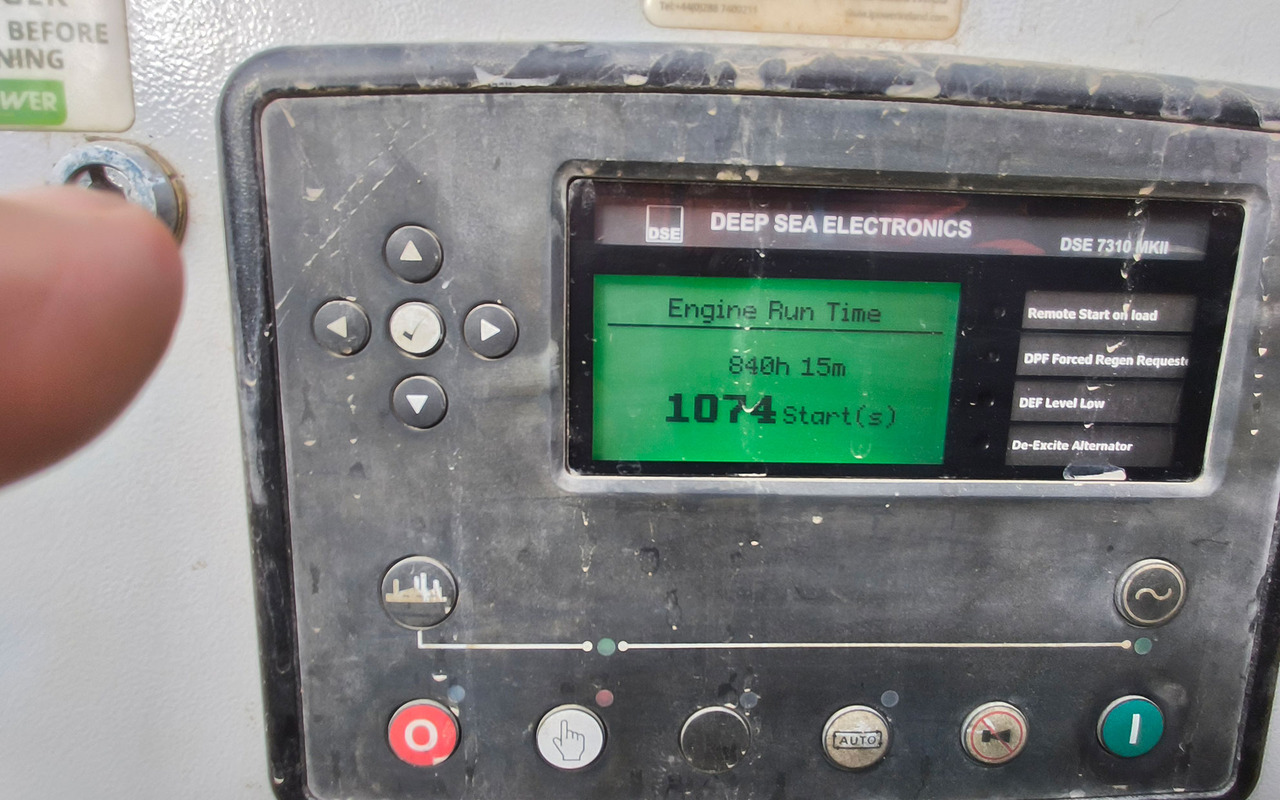 BEFORE
NING
WER
DSE
DEEP SEA ELECTRONICS
DSE 7310 MKII
Engine Run Time
840h 15m
1074 Start(s)
Remote Start on load
DPF Forced Regen Requeste
DEF Level Low
De-Excite Alternator
AUTO